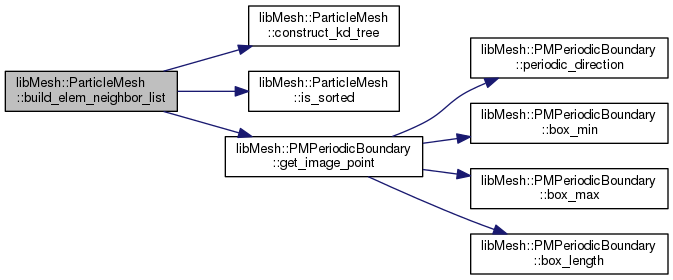 libMesh::ParticleMesh
::build_elem_neighbor_list
libMesh::ParticleMesh
::construct_kd_tree
libMesh::ParticleMesh
::is_sorted
libMesh::PMPeriodicBoundary
::get_image_point
libMesh::PMPeriodicBoundary
::periodic_direction
libMesh::PMPeriodicBoundary
::box_min
libMesh::PMPeriodicBoundary
::box_max
libMesh::PMPeriodicBoundary
::box_length